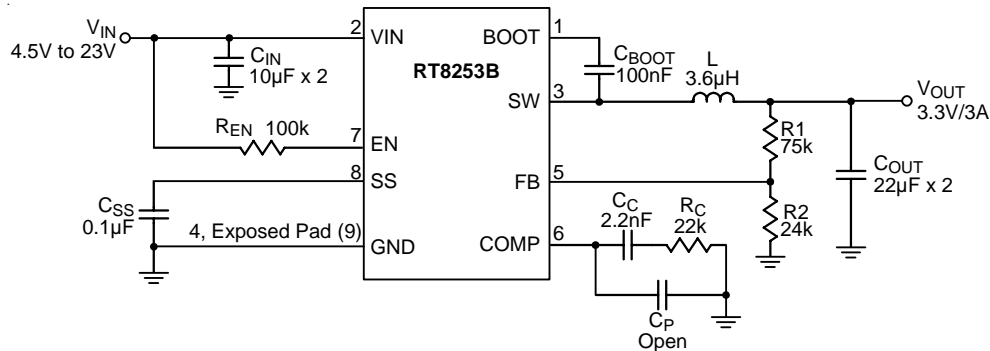 VIN
4.5V to 23V
CIN
10µF x 2
REN 100k
CSS
0.1µF
4, Exposed Pad (9)
2
7
8
VIN
EN
SS
GND
RT8253B
BOOT
SW
FB
COMP
1
3
5
6
CBOOT
100nF
L
3.6µH
VOUT
3.3V/3A
R1
75k
COUT
22µF x 2
R2
24k
CC
2.2nF
RC
22k
CP
Open